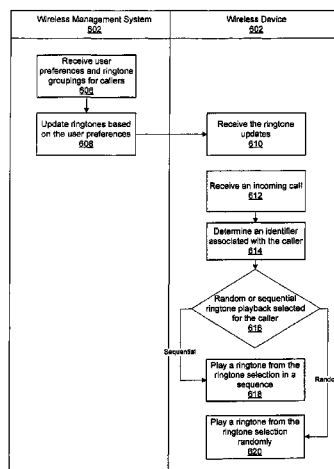 Wireless Management System
602
Wireless Device
602
Receive user
preferences and ringtone
groupings for callers
606
Update ringtones based
on the user preferences
608
Receive the ringtone
updates
610
Receive an incoming call
612
Determine an identifier
associated with the caller
614
Random or sequential
ringtone playback selected
for the caller
616
Sequential
Play a ringtone from the
ringtone selection in a
sequence
618
Play a ringtone from
the ringtone selection
randomly
620